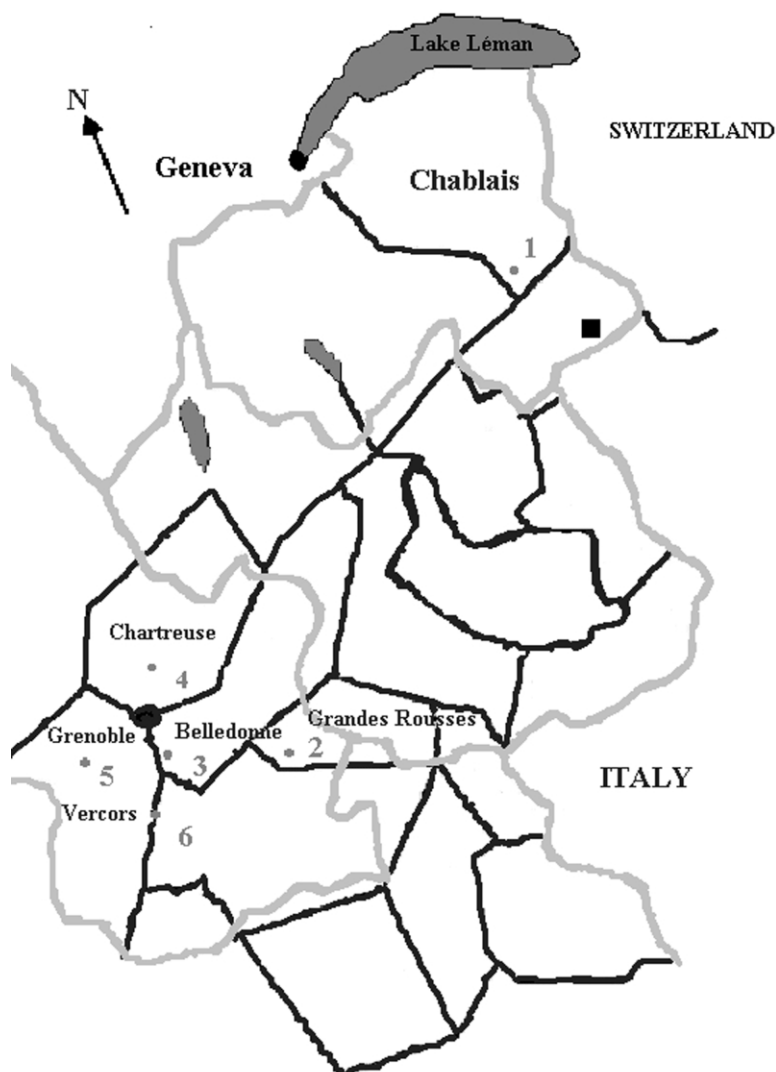 Lake Léman
N
SWITZERLAND
Geneva
Chablais
1
Chartreuse
4
Grandes Rousses
Belledonne
Grenoble
2
3
5
ITALY
Vercors
6